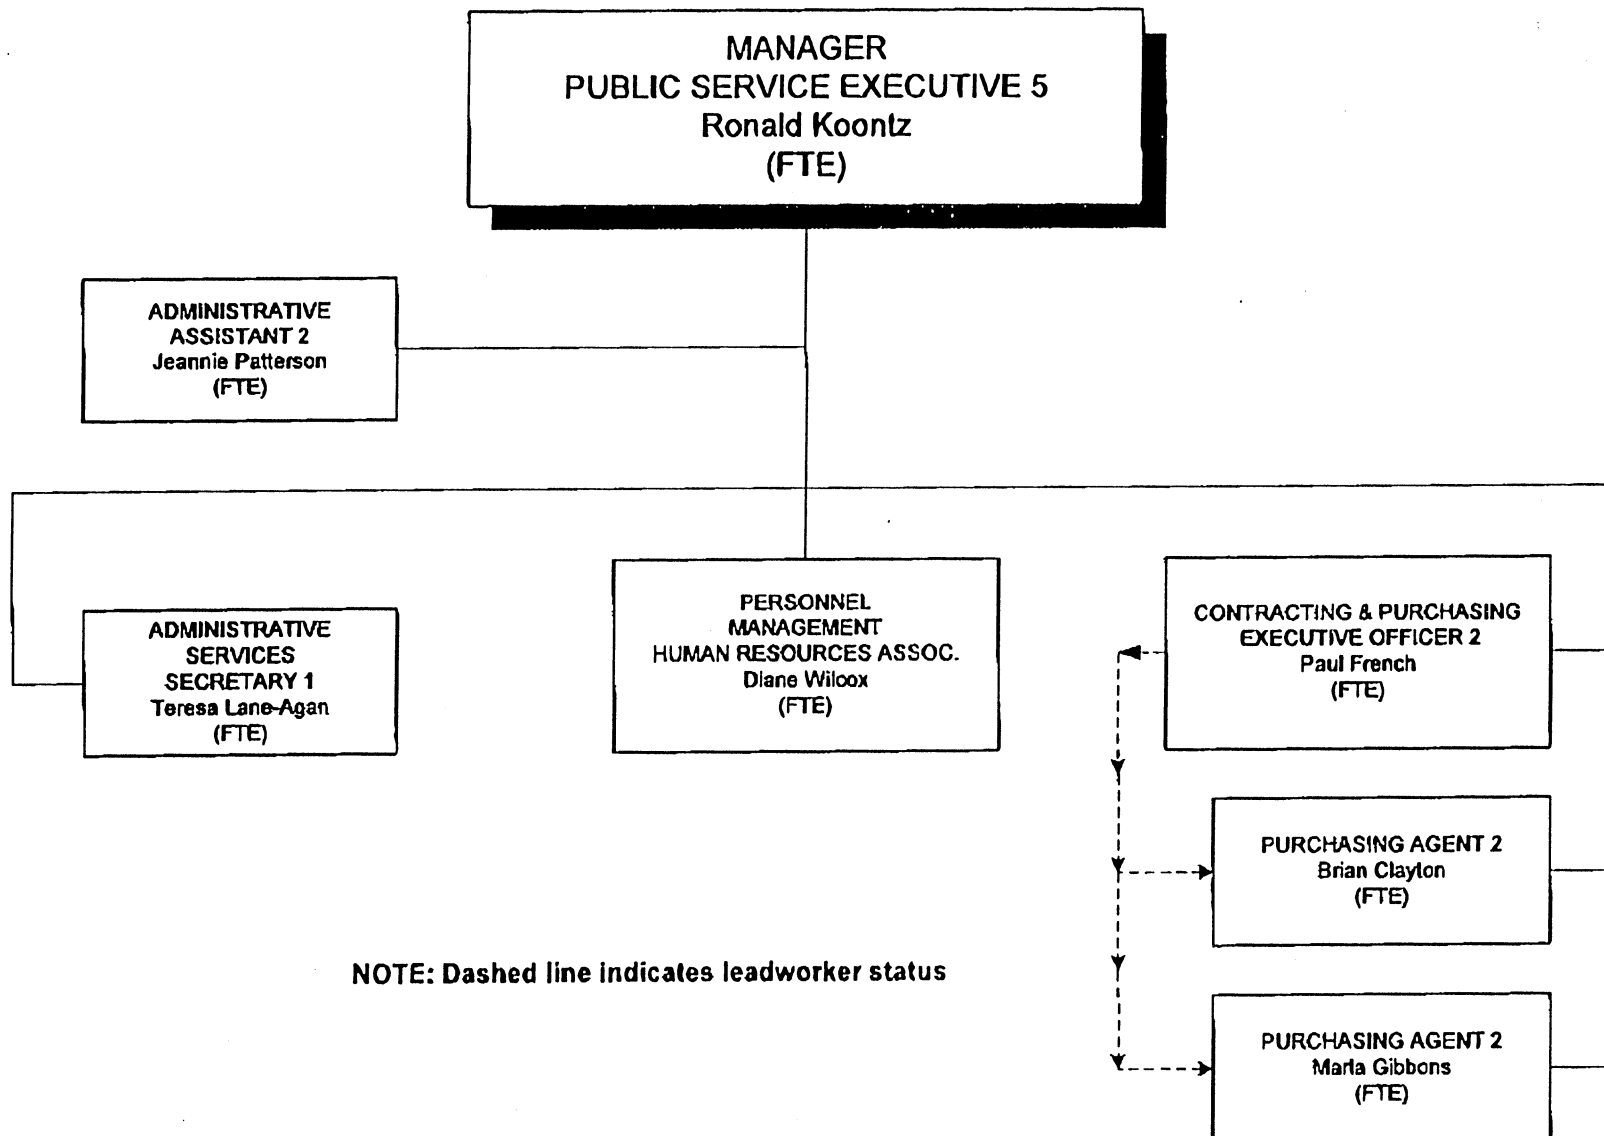 MANAGER
PUBLIC SERVICE EXECUTIVE 5
Ronald Koontz
(FTE)
ADMINISTRATIVE
ASSISTANT 2
Jeannie Patterson
(FTE)
ADMINISTRATIVE
SERVICES
SECRETARY 1
Teresa Lane-Agan
(FTE)
PERSONNEL
MANAGEMENT
HUMAN RESOURCES ASSOC.
Diane Wilcox
(FTE)
CONTRACTING & PURCHASING
EXECUTIVE OFFICER 2
Paul French
(FTE)
PURCHASING AGENT 2
Brian Clayton
(FTE)
NOTE: Dashed line indicates leadworker status
PURCHASING AGENT 2
Marla Gibbons
(FTE)